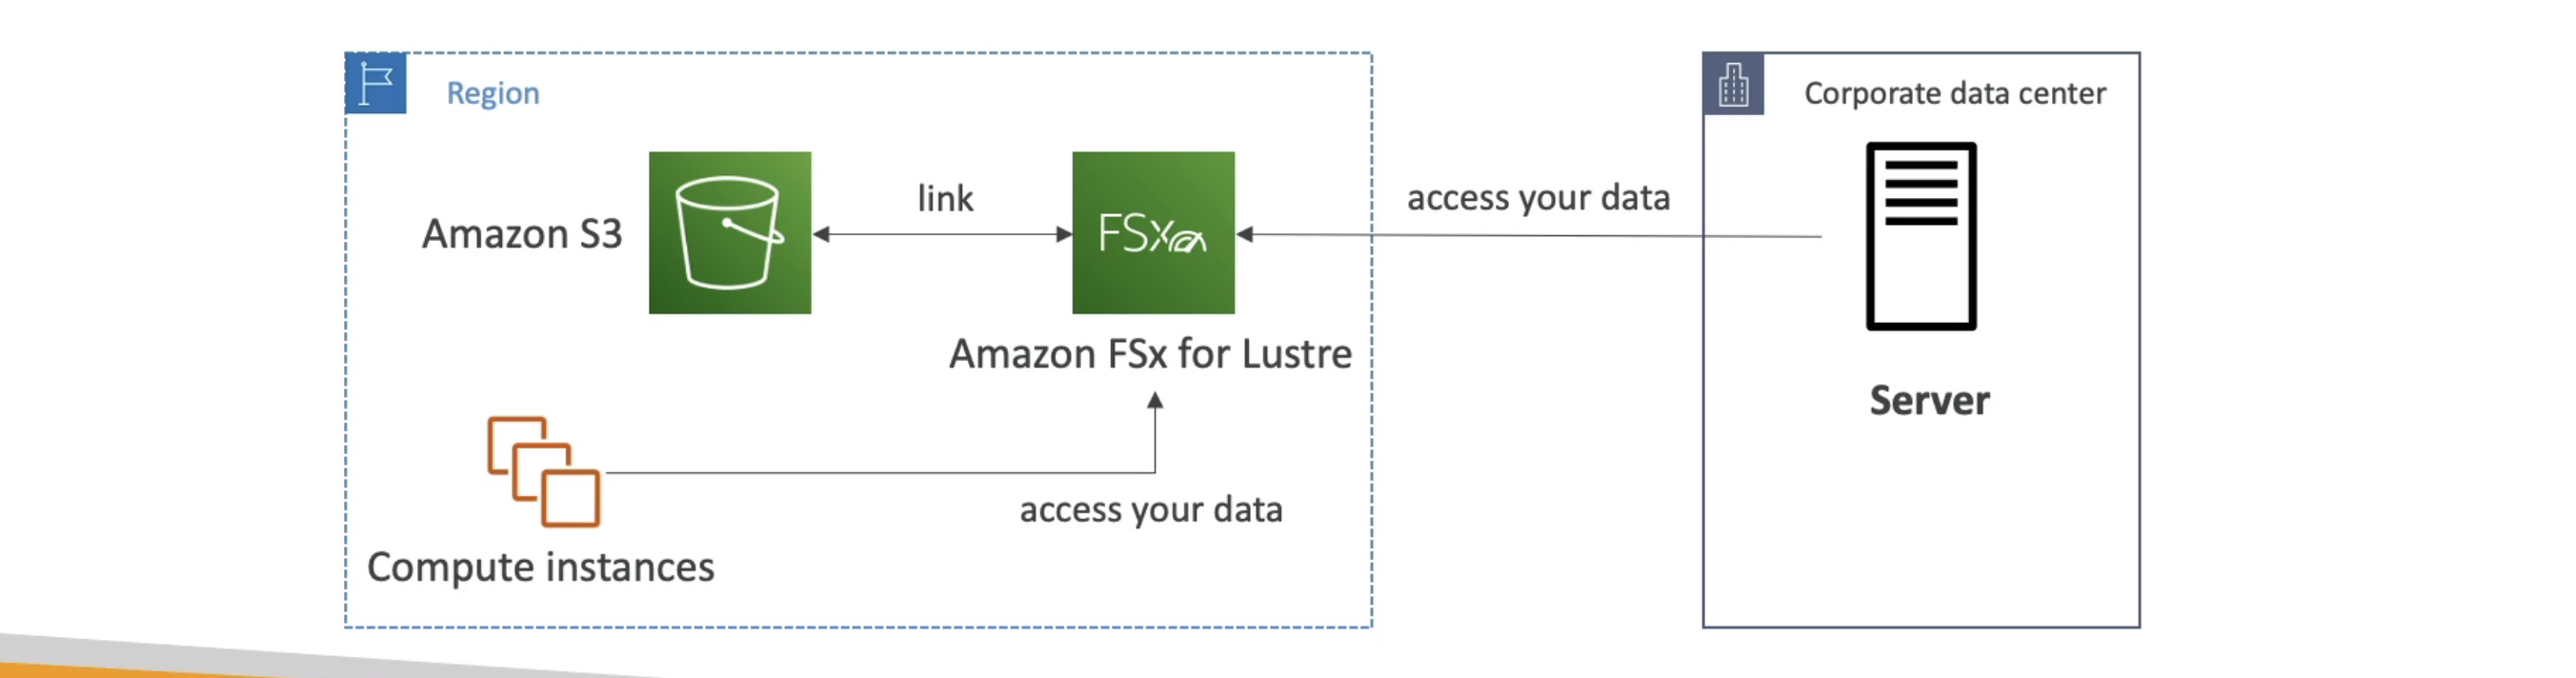 Region
Corporate data center
Amazon S3
link
FSx
access your data
Amazon FSx for Lustre
Server
access your data
Compute instances